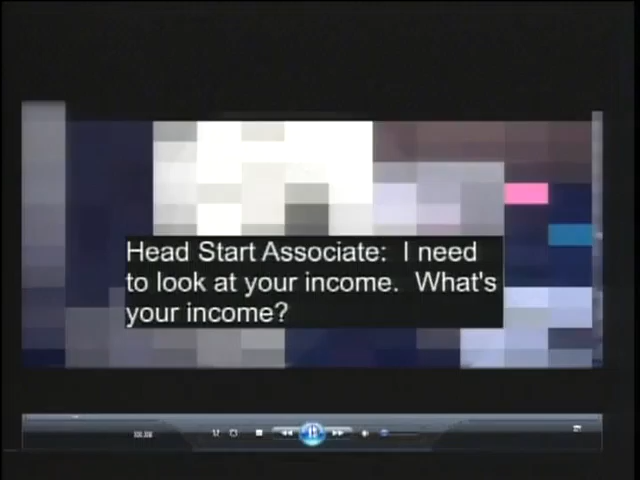 Head Start Associate:  I need
to look at your income.  What's
your income?